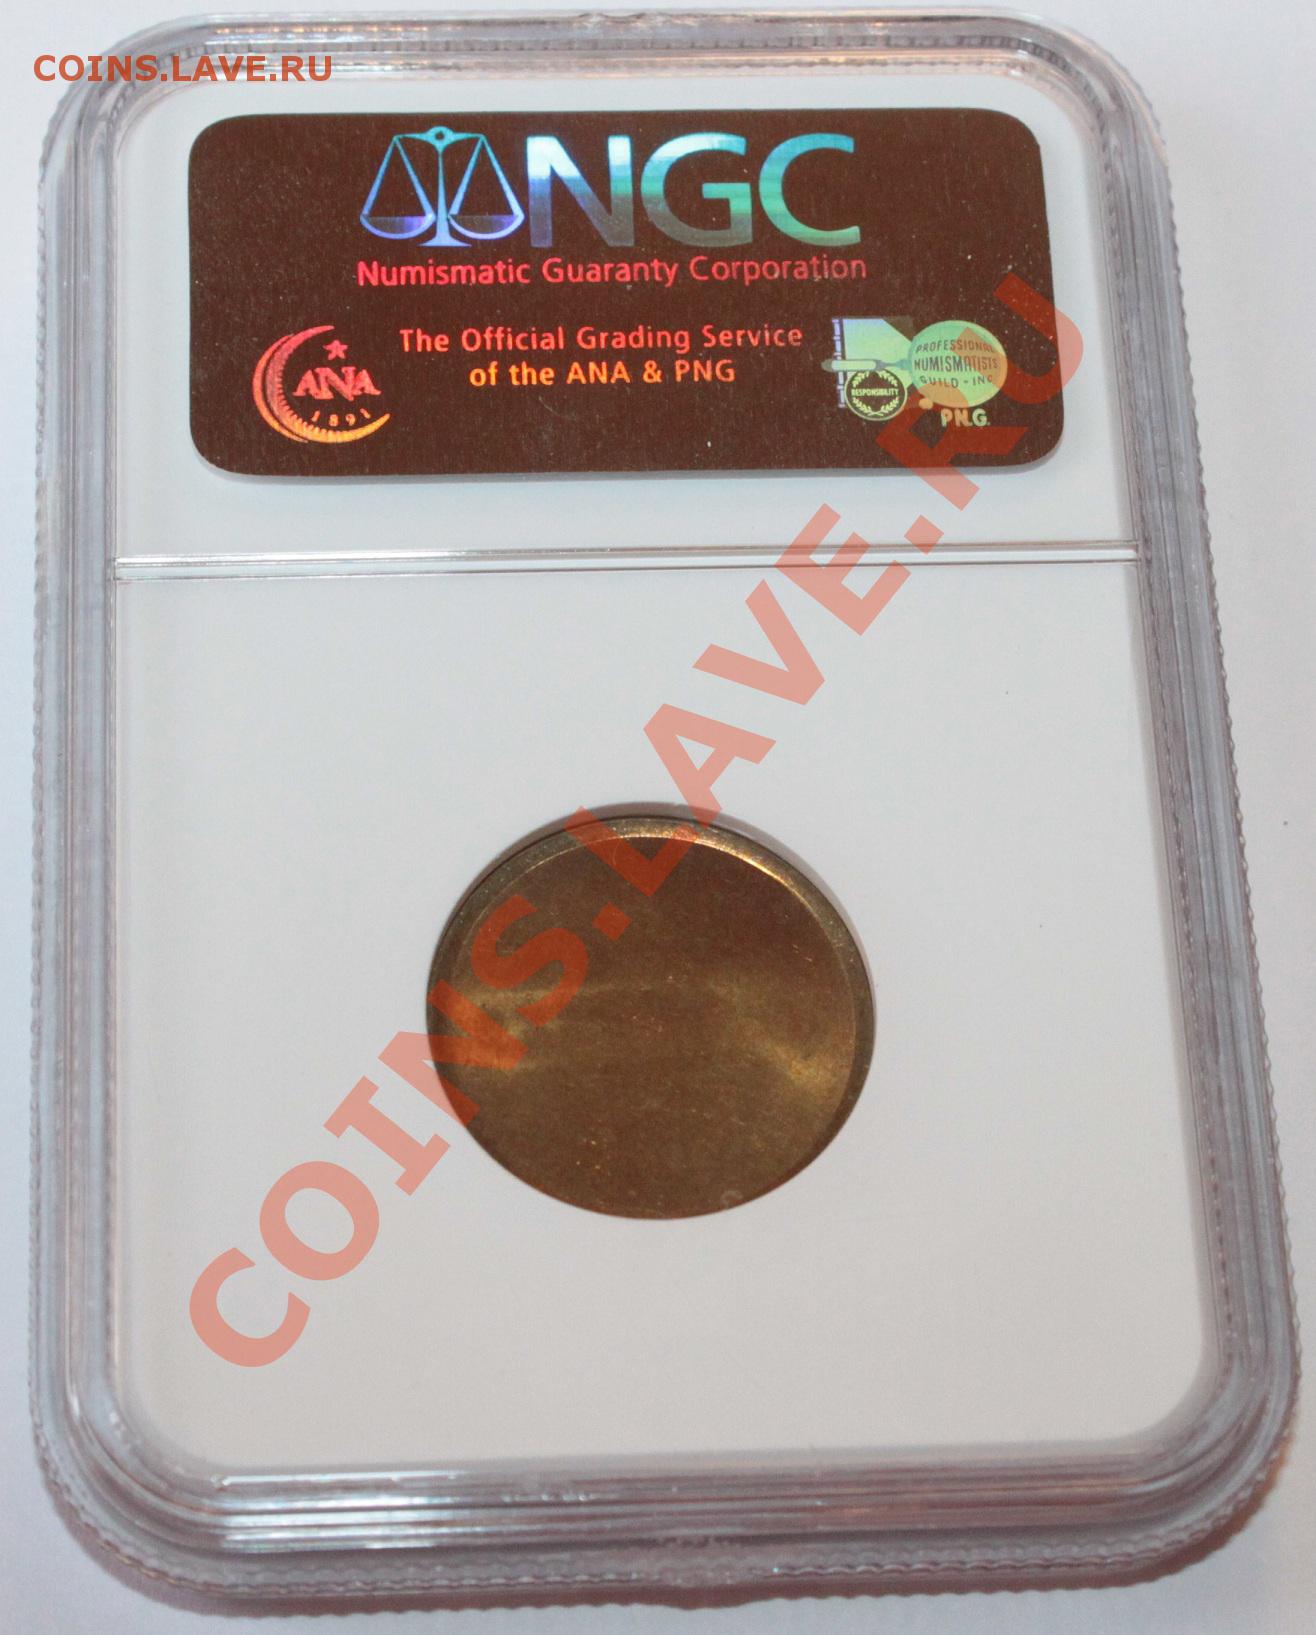 COINS.LAVE.RU
NGC
Numismatic Guaranty Corporation
The Official Grading Service
of the ANA & PNG
ANA
1891
PROFESSIONAL
NUMISMATISTS
GUILD - INC
RESPONSIBILITY
P.N.G.
COINS.LAVE.RU